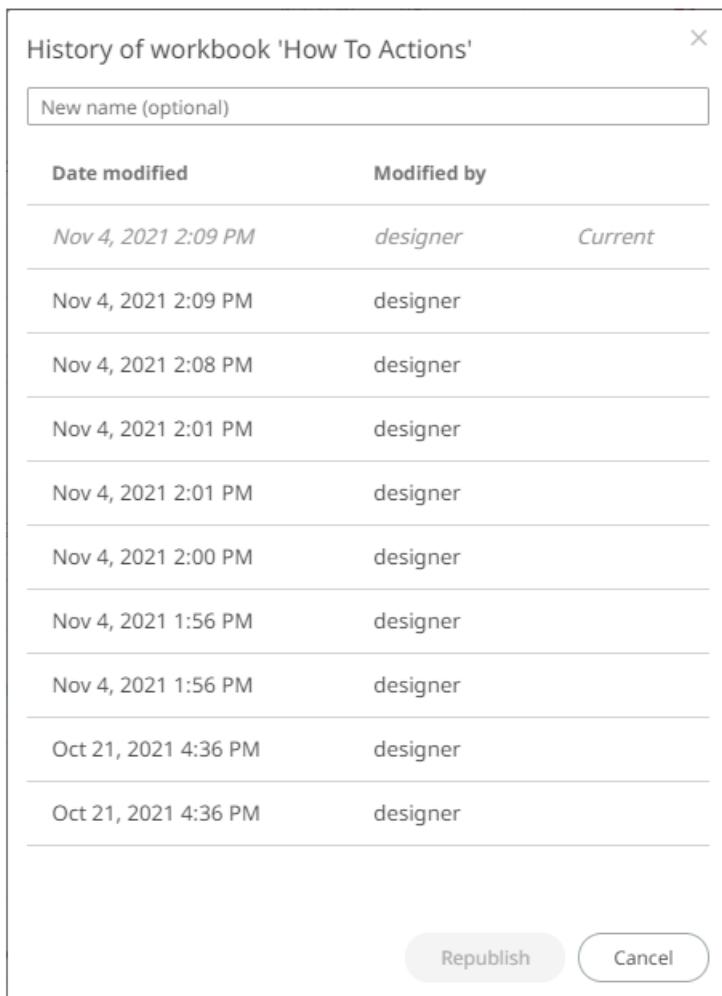 History of workbook 'How To Actions'
New name (optional)
Date modified Modified by
Nov 4, 2021 2:09 PM designer Current
Nov 4, 2021 2:09 PM designer
Nov 4, 2021 2:08 PM designer
Nov 4, 2021 2:01 PM designer
Nov 4, 2021 2:01 PM designer
Nov 4, 2021 2:00 PM designer
Nov 4, 2021 1:56 PM designer
Nov 4, 2021 1:56 PM designer
Oct 21, 2021 4:36 PM designer
Oct 21, 2021 4:36 PM designer
Republish Cancel